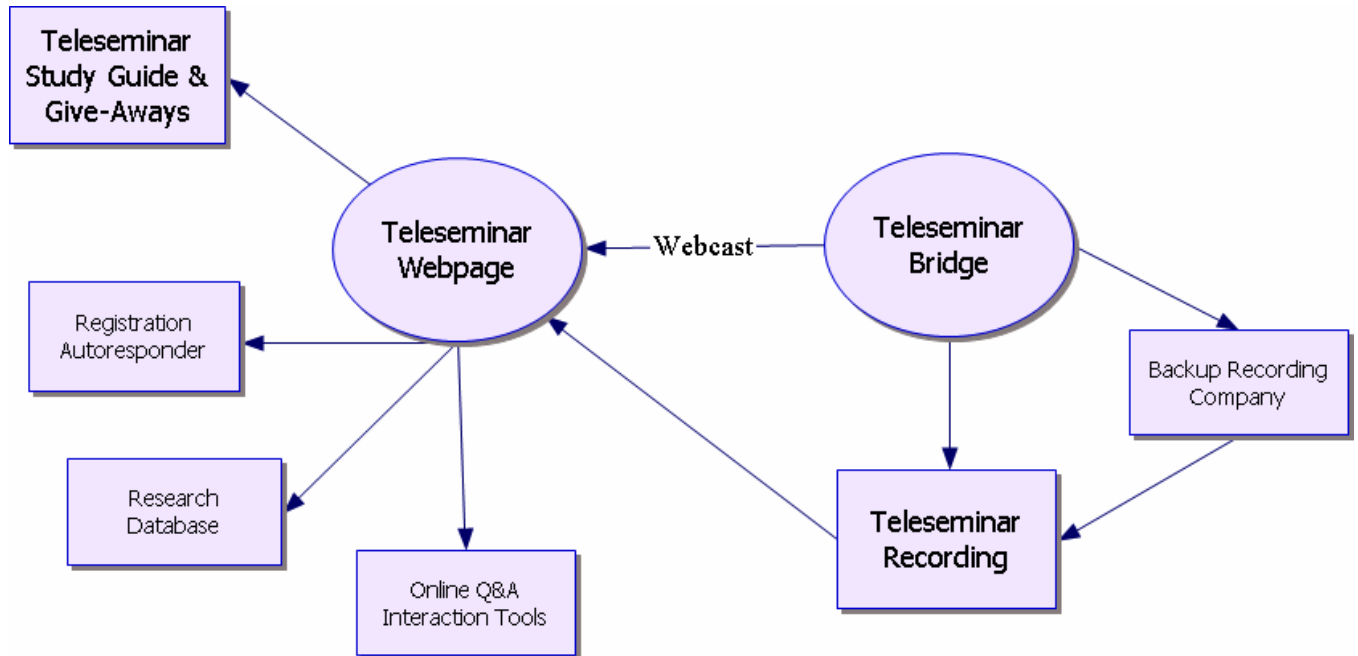 Teleseminar
Study Guide &
Give-Aways
Teleseminar
Webpage
Webcast
Teleseminar
Bridge
Registration
Autoresponder
Backup Recording
Company
Research
Database
Teleseminar
Recording
Online Q&A
Interaction Tools